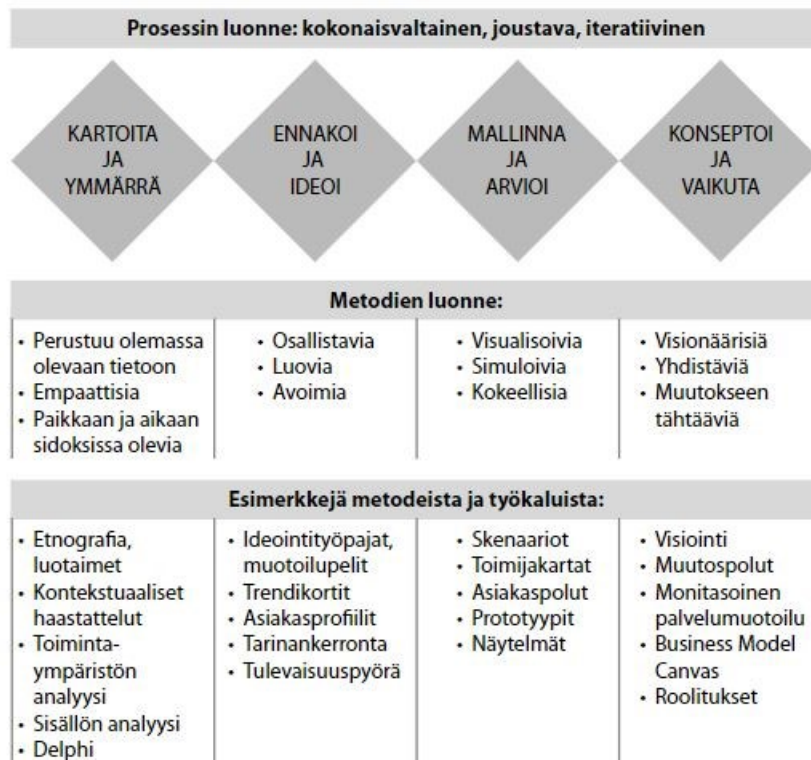 Prosessin luonne: kokonaisvaltainen, joustava, iteratiivinen
KARTOITA
JA
YMMÄRRÄ
ENNAKOI
JA
IDEOI
MALLINNA
JA
ARVIOI
KONSEPTOI
JA
VAIKUTA
Metodien luonne:
• Perustuu olemassa
olevaan tietoon
• Empaattisia
• Paikkaan ja aikaan
sidoksissa olevia
• Osallistavia
• Luovia
• Avoimia
• Visualisoivia
• Simuloivia
• Kokeellisia
• Visionäärisiä
• Yhdistäviä
• Muutokseen
tähtääviä
Esimerkkejä metodeista ja työkaluista:
• Etnografia,
luotaimet
• Kontekstuaaliset
haastattelut
• Toiminta-
ympäristön
analyysi
• Sisällön analyysi
• Delphi
• Ideointityöpajat,
muotoilupelit
• Trendikortit
• Asiakasprofiilit
• Tarinankerronta
• Tulevaisuuspyörä
• Skenaariot
• Toimijakartat
• Asiakaspolut
• Prototyypit
• Näytelmät
• Visiointi
• Muutospolut
• Monitasoinen
palvelumuotoilu
• Business Model
Canvas
• Roolitukset